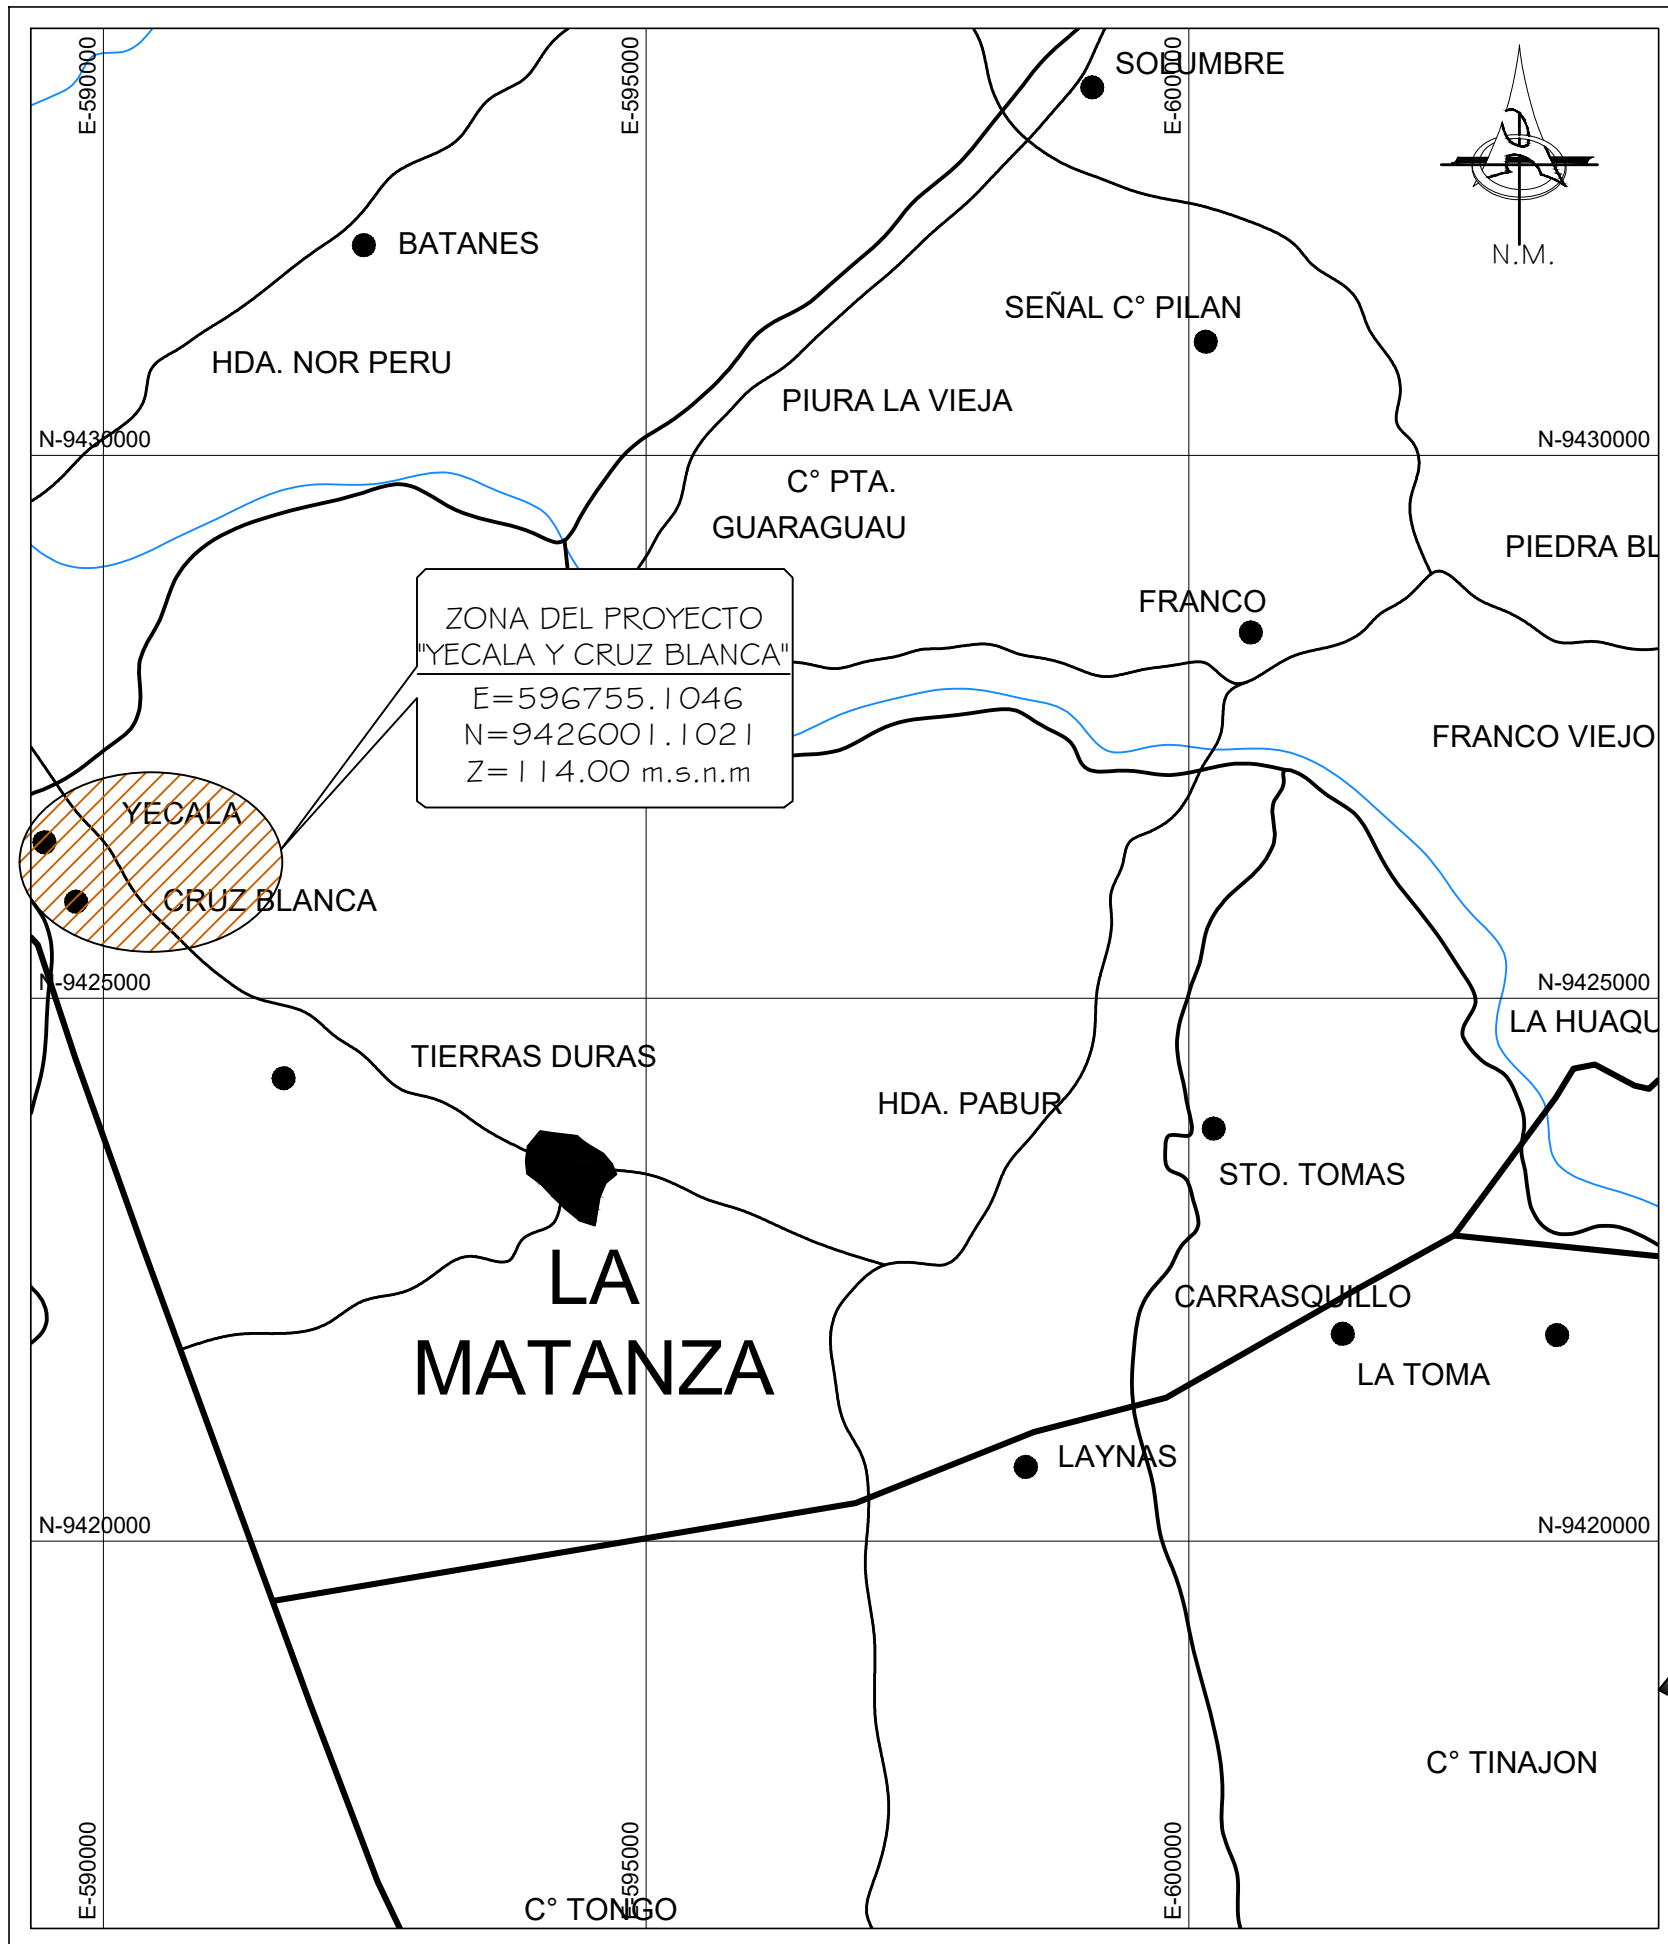 E-590000
E-595000
E-600000
SOLUMBRE
BATANES
N.M.
SEÑAL C° PILAN
HDA. NOR PERU
PIURA LA VIEJA
N-9430000
N-9430000
C° PTA.
GUARAGUAU
PIEDRA BL
FRANCO
ZONA DEL PROYECTO
"YECALA Y CRUZ BLANCA"
E=596755.1046
N=9426001.1021
Z=114.00 m.s.n.m
FRANCO VIEJO
YECALA
CRUZ BLANCA
N-9425000
N-9425000
LA HUAQU
TIERRAS DURAS
HDA. PABUR
STO. TOMAS
LA
MATANZA
CARRASQUILLO
LA TOMA
LAYNAS
N-9420000
N-9420000
C° TINAJON
E-590000
E-595000
E-600000
C° TONGO